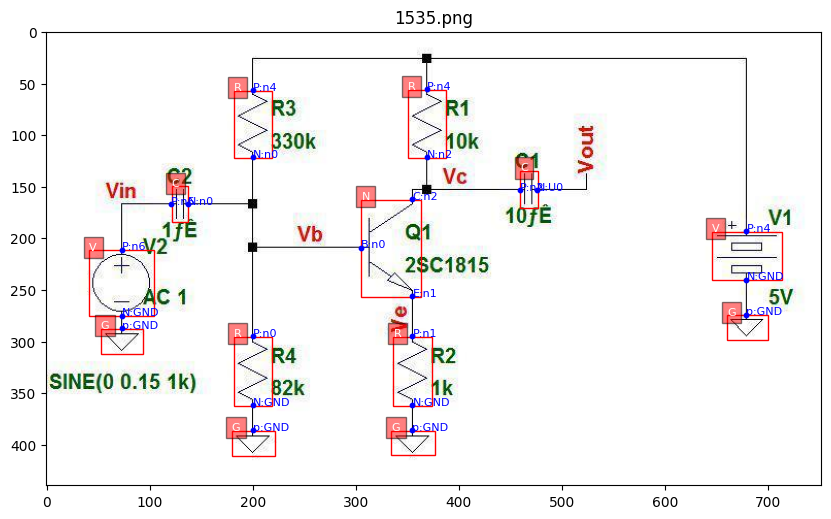 1535.png
0
50
100
150
200
250
300
350
400
0
100
200
300
400
500
600
700
R
P:n4
R3
330k
N:n0
R
P:n4
R1
10k
N:n2
Vin
C2
C
N:n0
1ƒÊ
Vc
C1
C
10ƒÊ
Vout
N
C:n2
B:n0
Q1
2SC1815
E:n1
Vb
V
P:n6
V2
AC 1
N:GND
G
p:GND
SINE(0 0.15 1k)
R
P:n0
R4
82k
N:GND
G
p:GND
Ve
R
P:n1
R2
1k
N:GND
G
p:GND
V
+
P:n4
V1
N:GND
5V
G
p:GND